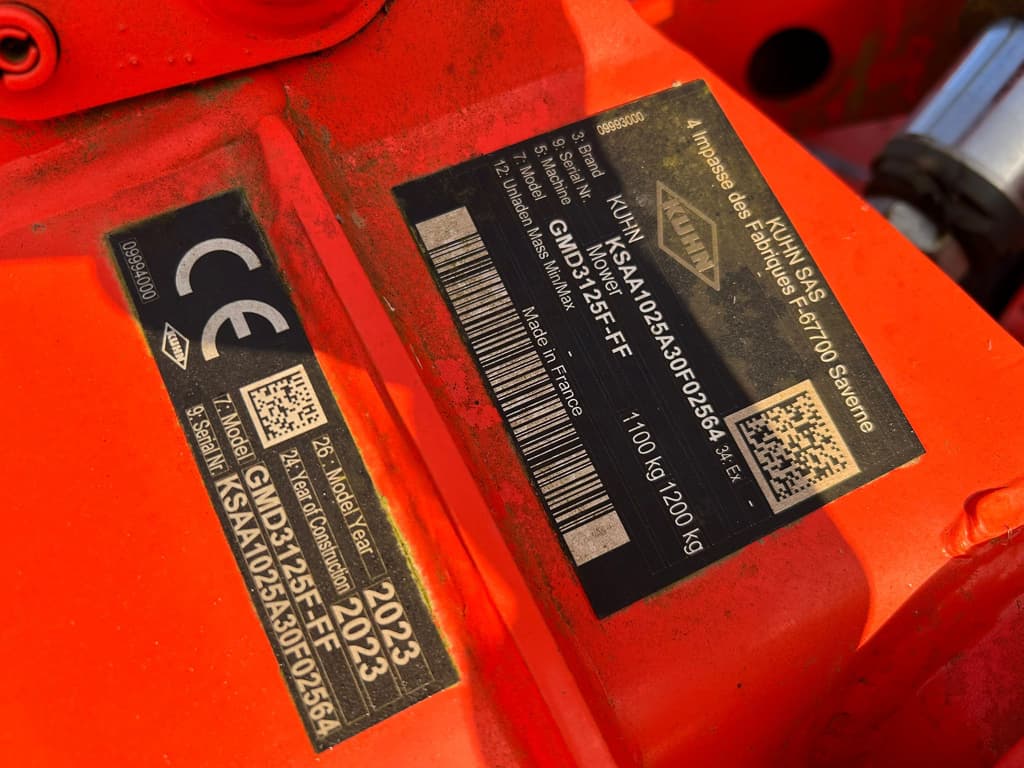 KUHN SAS
4 Impasse des Fabriques F-67700 Saverne
KUHN
09993000
3: Brand KUHN
9: Serial Nr. KSAA1025A30F02564 34: Ex -
5: Machine Mower
7: Model GMD3125F-FF
12: Unladen Mass Min/Max - 1100 kg 1200 kg
Made in France
09994000
CE
KUHN
26: Model Year 2023
24: Year of Construction 2023
7: Model GMD3125F-FF
9: Serial Nr KSAA1025A30F02564